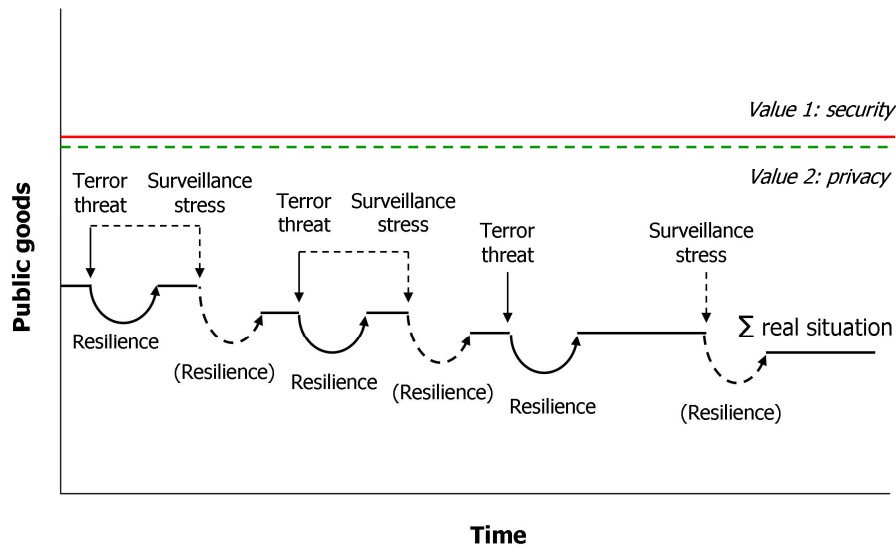 Value 1: security
Value 2: privacy
Terror
threat
Surveillance
stress
Terror
threat
Surveillance
stress
Terror
threat
Surveillance
stress
Public goods
Σ real situation
Resilience
(Resilience)
Resilience
(Resilience)
Resilience
(Resilience)
Time